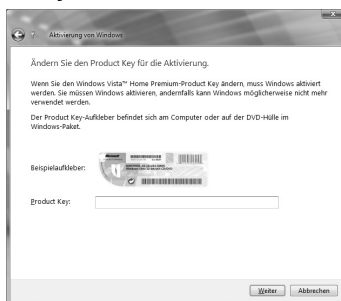 Aktivierung von Windows
Ändern Sie den Product Key für die Aktivierung.
Wenn Sie den Windows Vista™ Home Premium-Product Key ändern, muss Windows aktiviert
werden. Sie müssen Windows aktivieren, andernfalls kann Windows möglicherweise nicht mehr
verwendet werden.
Der Product Key-Aufkleber befindet sich am Computer oder auf der DVD-Hülle im
Windows-Paket.
Beispielaufkleber:
Product Key:
Weiter
Abbrechen